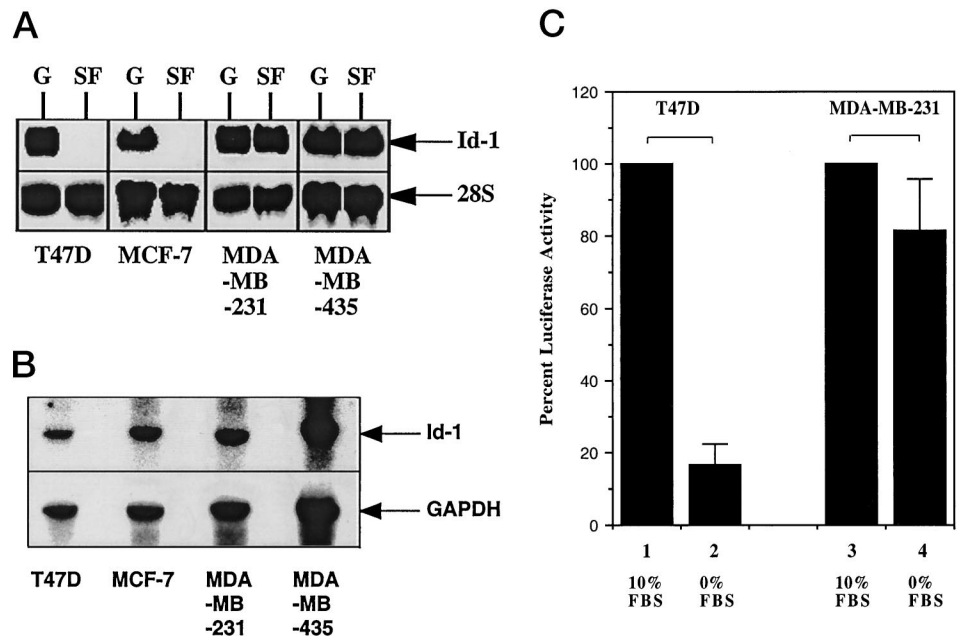 A
G SF G SF G SF G SF
Id-1
28S
T47D MCF-7 MDA MDA
-MB -MB
-231 -435
B
Id-1
GAPDH
T47D MCF-7 MDA MDA
-MB -MB
-231 -435
C
Percent Luciferase Activity
120
100
80
60
40
20
0
T47D MDA-MB-231
1 2 3 4
10% 0% 10% 0%
FBS FBS FBS FBS